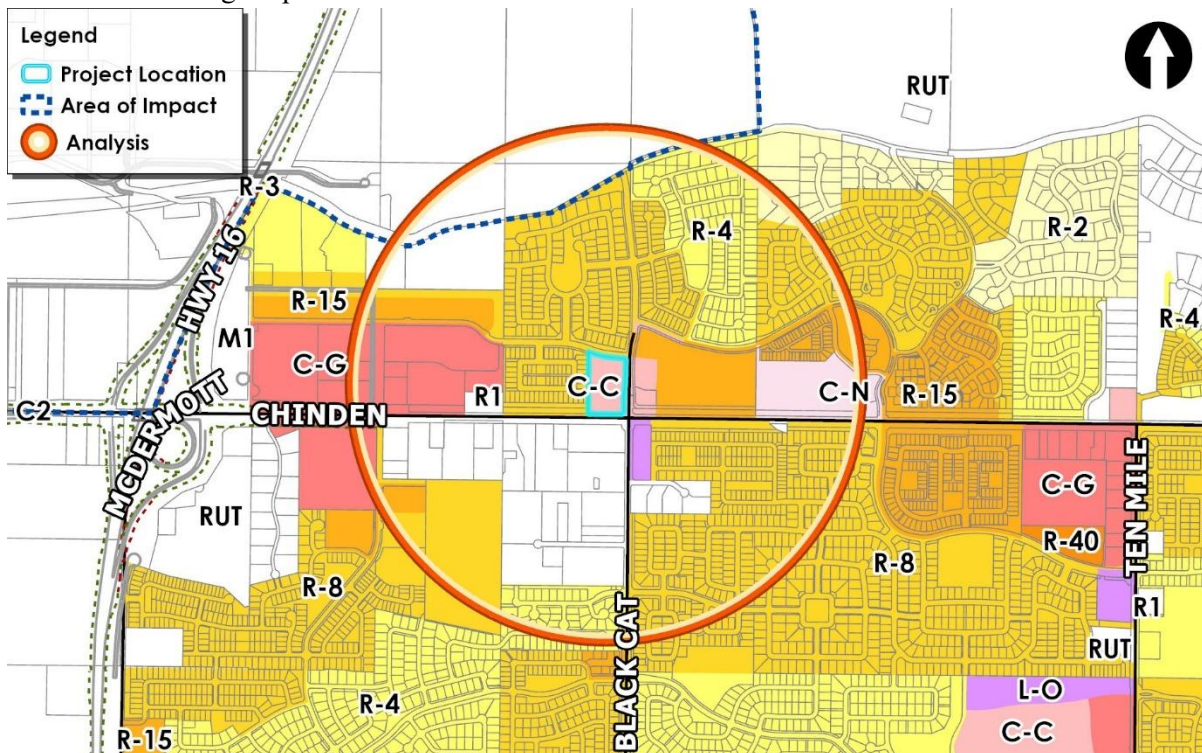 Legend
Project Location
Area of Impact
Analysis
RUT
R-3
R-4
R-2
HWY 16
R-15
R-4
M1
C-G
R1
C-C
C-N
R-15
C2
CHINDEN
MCDERMOTT
C-G
TEN MILE
RUT
R-40
R-8
R-8
R1
BLACK CAT
RUT
R-4
L-O
C-C
R-15